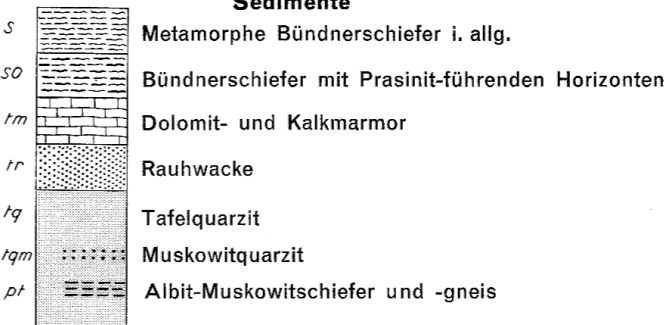 Sedimente
s Metamorphe Bündnerschiefer i. allg.
so Bündnerschiefer mit Prasinit-führenden Horizonten
tm Dolomit- und Kalkmarmor
tr Rauhwacke
tq Tafelquarzit
tqm Muskowitquarzit
pt Albit-Muskowitschiefer und -gneis